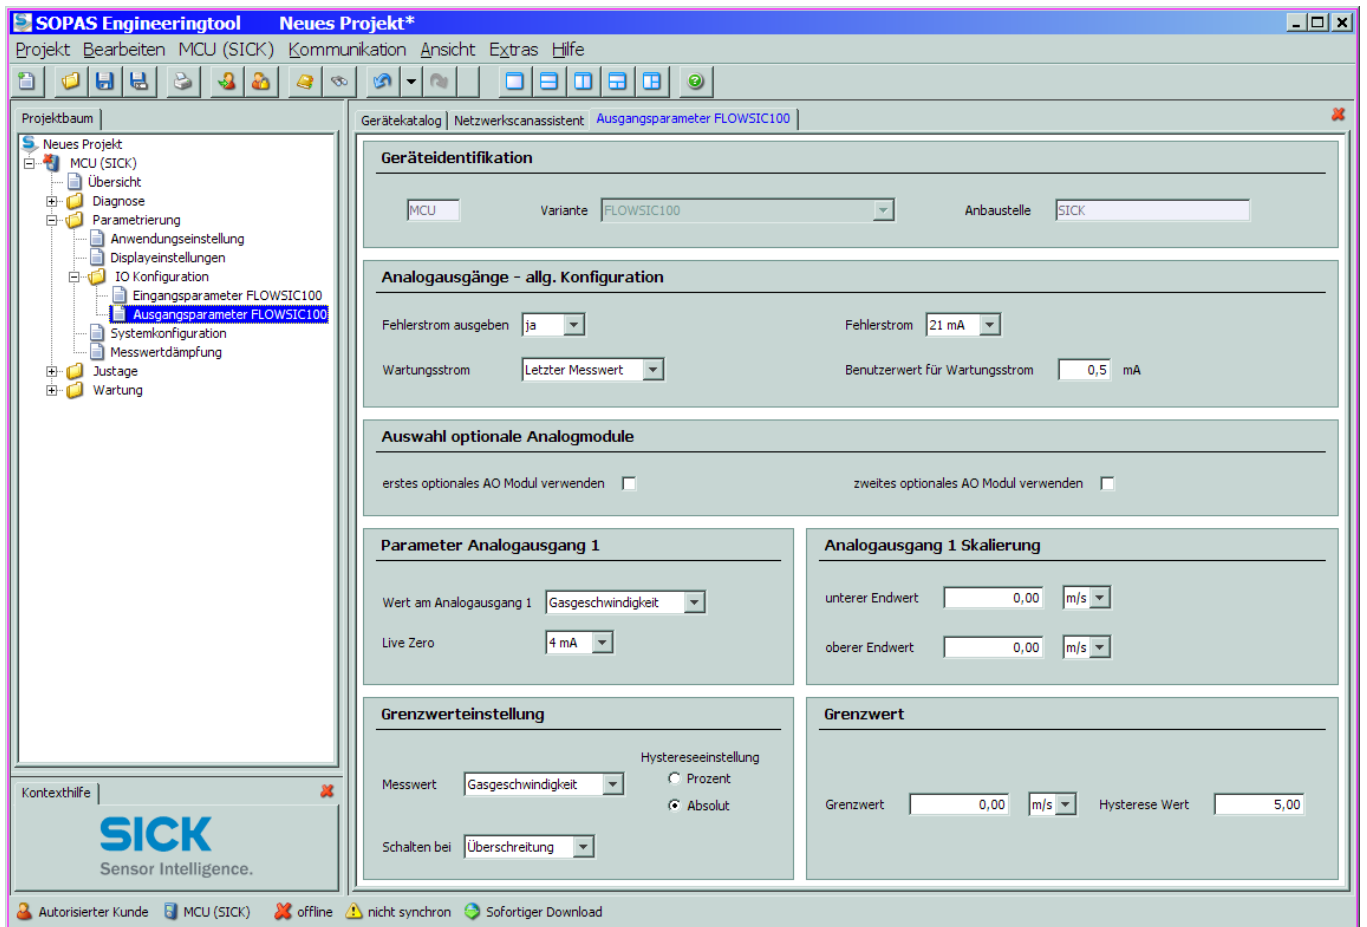 SOPAS Engineeringtool Neues Projekt*
Projekt Bearbeiten MCU (SICK) Kommunikation Ansicht Extras Hilfe
Projektbaum
Neues Projekt
MCU (SICK)
Übersicht
Diagnose
Parametrierung
Anwendungseinstellung
Displayeinstellungen
IO Konfiguration
Eingangsparameter FLOWSIC100
Ausgangsparameter FLOWSIC100
Systemkonfiguration
Messwertdämpfung
Justage
Wartung
Kontexthilfe
SICK
Sensor Intelligence.
Gerätekatalog Netzwerkscanassistent Ausgangsparameter FLOWSIC100
Geräteidentifikation
MCU Variante FLOWSIC100 Anbaustelle SICK
Analogausgänge - allg. Konfiguration
Fehlerstrom ausgeben ja Fehlerstrom 21 mA
Wartungsstrom Letzter Messwert Benutzerwert für Wartungsstrom 0,5 mA
Auswahl optionale Analogmodule
erstes optionales AO Modul verwenden zweites optionales AO Modul verwenden
Parameter Analogausgang 1
Wert am Analogausgang 1 Gasgeschwindigkeit
Live Zero 4 mA
Analogausgang 1 Skalierung
unterer Endwert 0,00 m/s
oberer Endwert 0,00 m/s
Grenzwerteinstellung
Hystereseeinstellung
Prozent
Messwert Gasgeschwindigkeit
Absolut
Schalten bei Überschreitung
Grenzwert
Grenzwert 0,00 m/s Hysterese Wert 5,00
Autorisierter Kunde MCU (SICK) offline nicht synchron Sofortiger Download